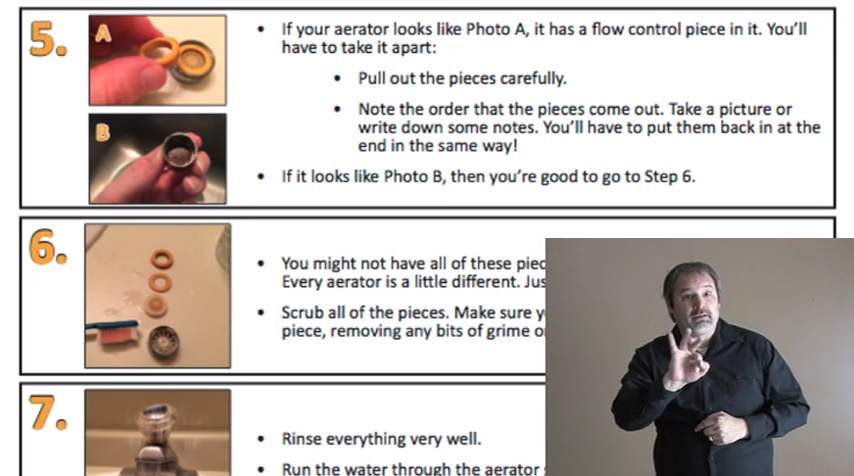 5.
A
B
• If your aerator looks like Photo A, it has a flow control piece in it. You'll
have to take it apart:
• Pull out the pieces carefully.
• Note the order that the pieces come out. Take a picture or
write down some notes. You'll have to put them back in at the
end in the same way!
• If it looks like Photo B, then you're good to go to Step 6.
6.
• You might not have all of these
Every aerator is a little different.
• Scrub all of the pieces. Make sure
piece, removing any bits of grime
7.
• Rinse everything very well.
• Run the water through the aerator